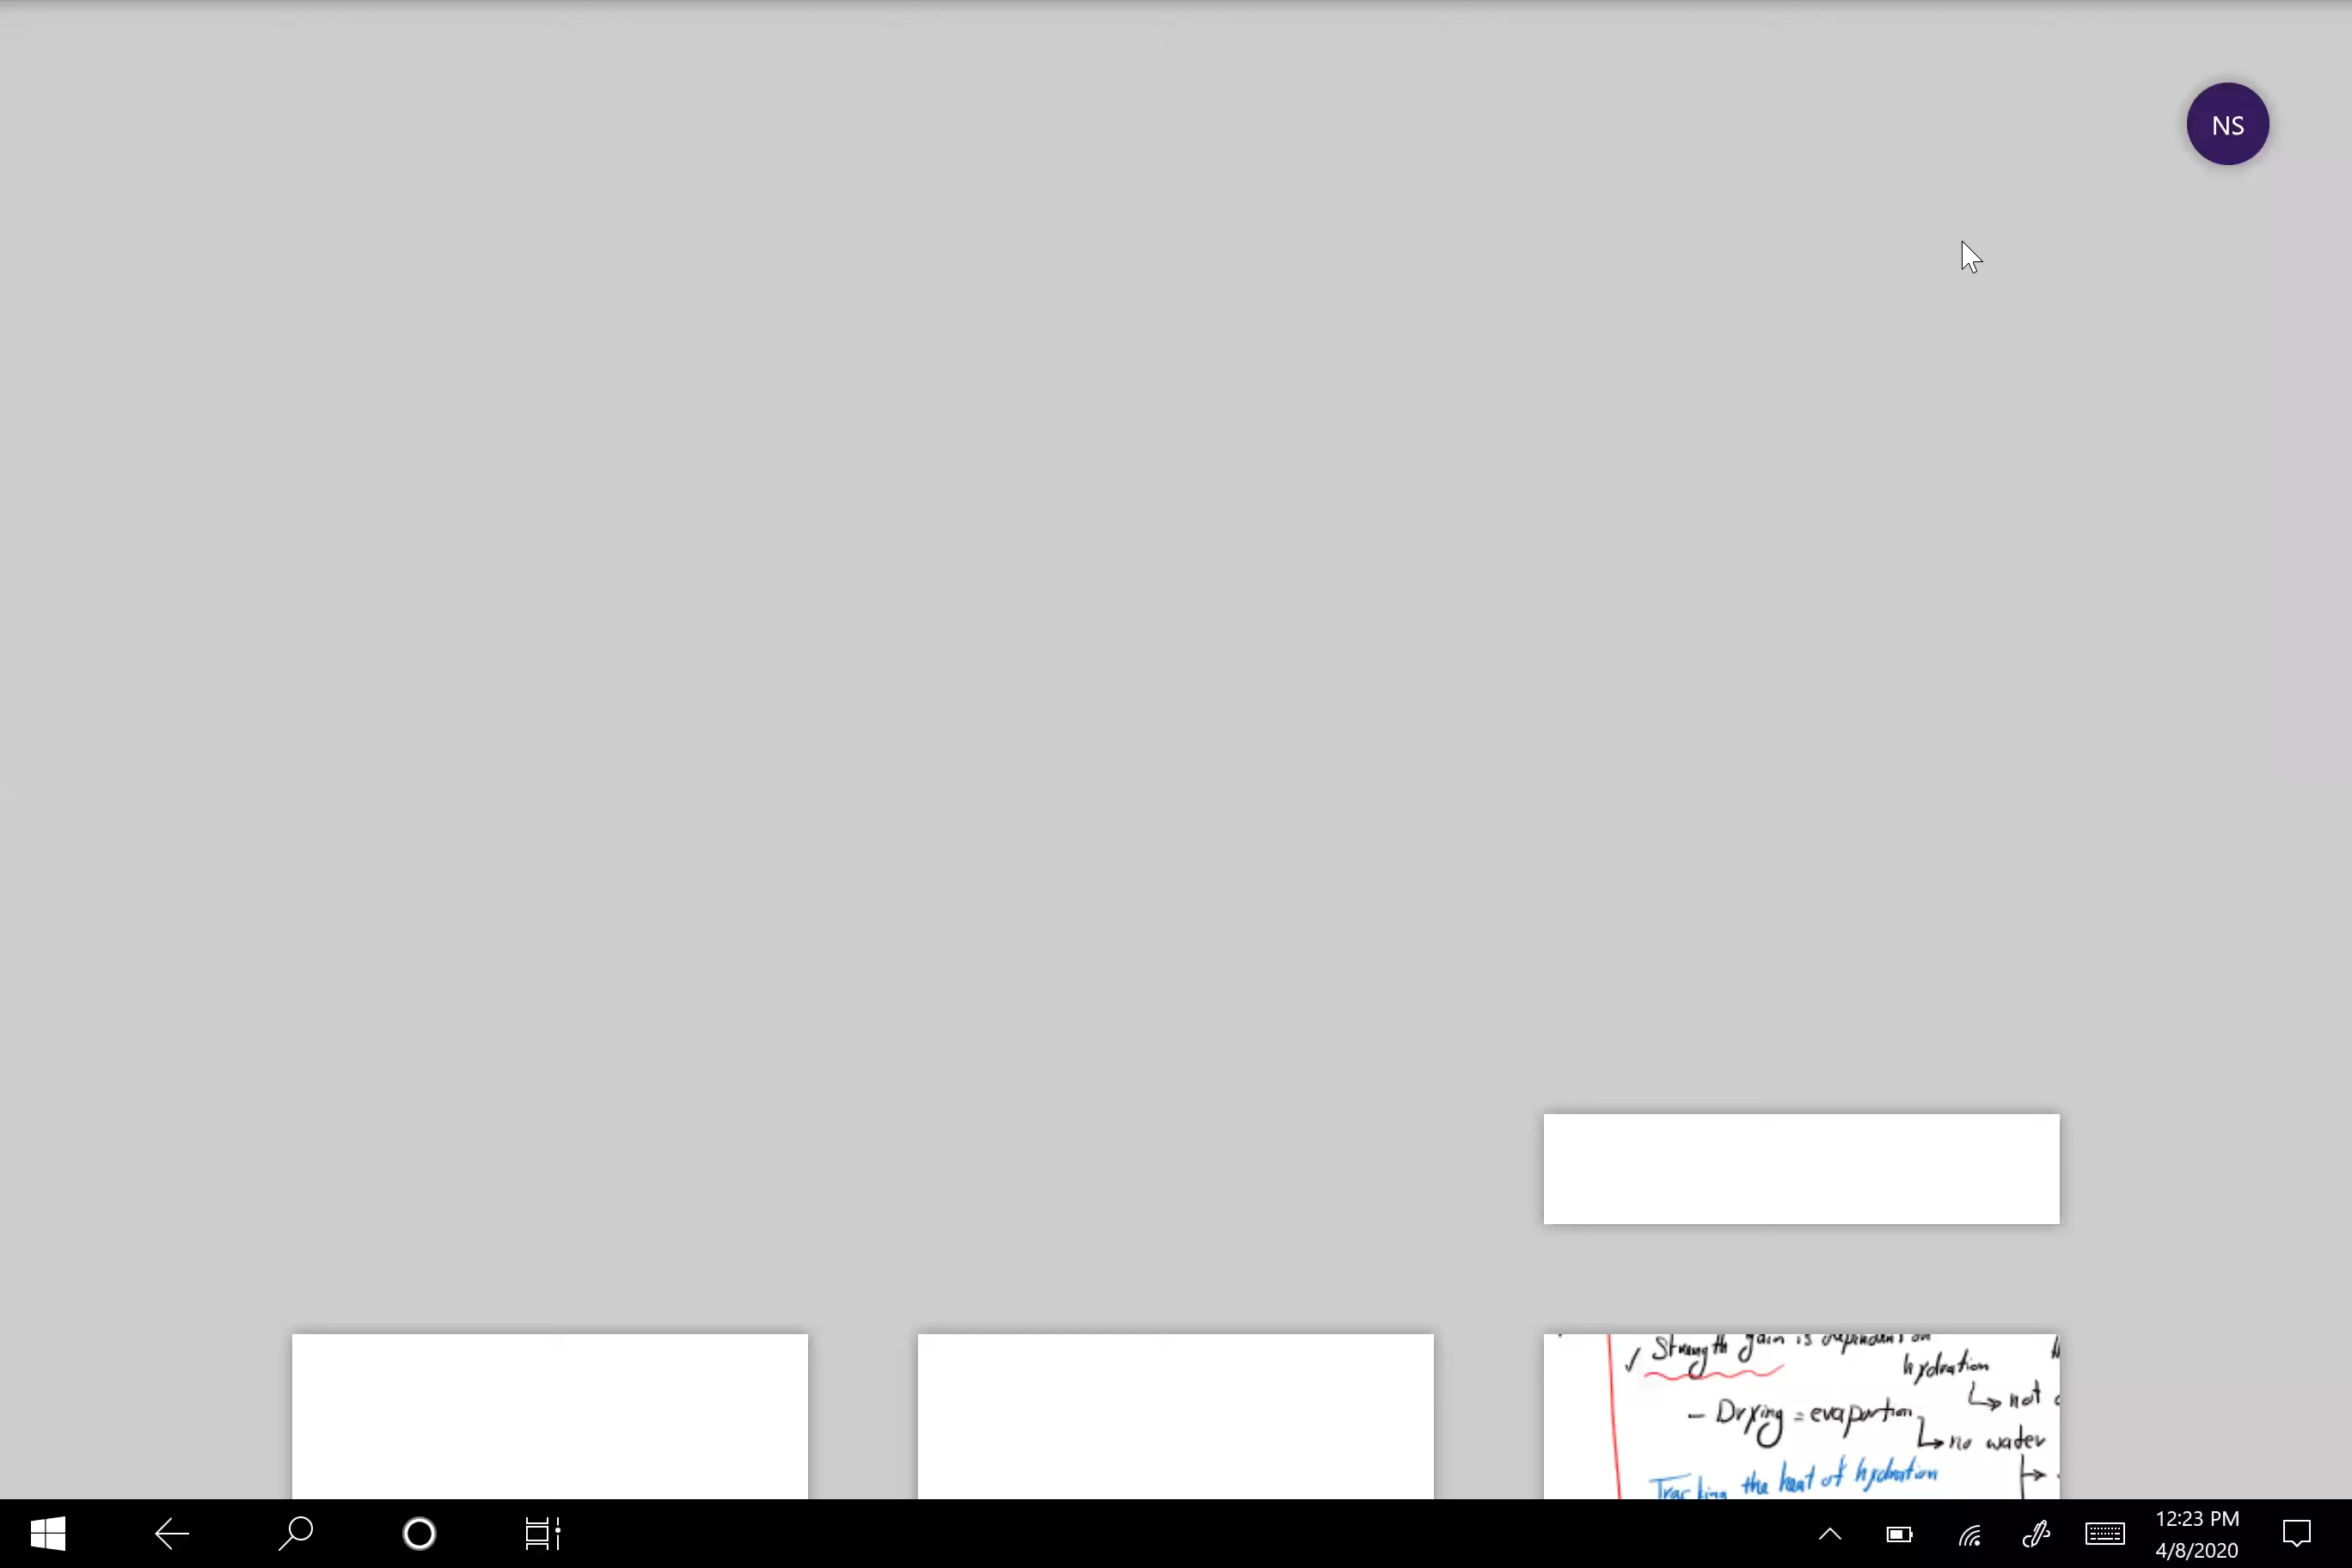 NS
✓ Strength gain is dependent on
hydration
↳ not
- Drying = evaportion
↳ no water
Tracking the heat of hydration
12:23 PM
4/8/2020